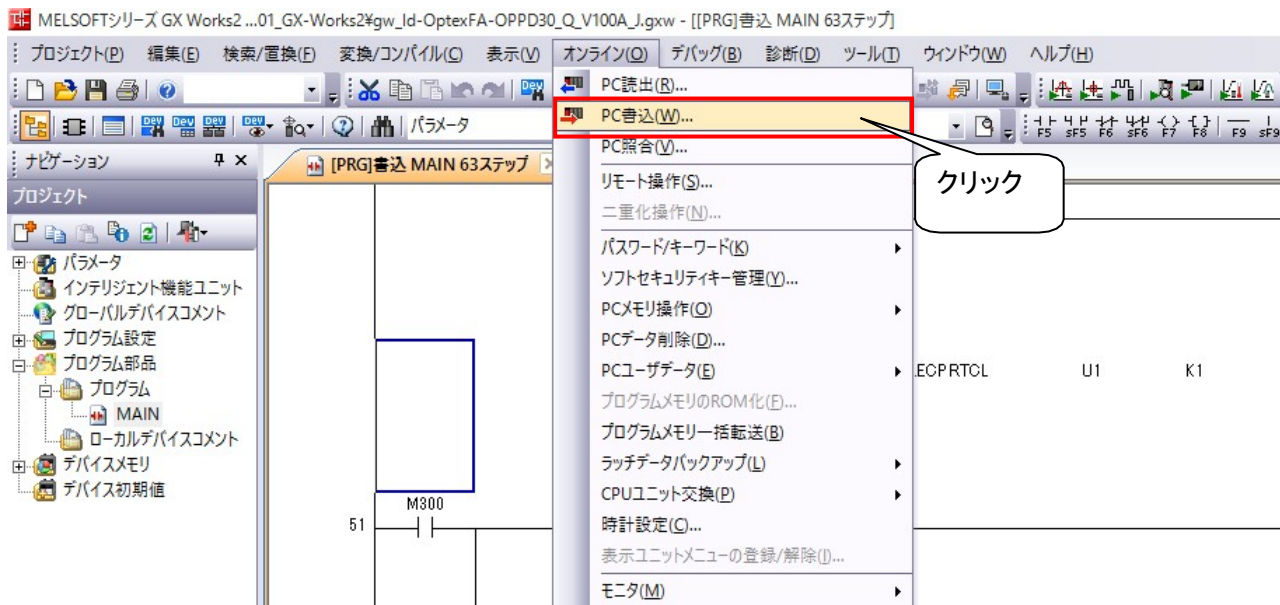 MELSOFTシリーズ GX Works2 ...01_GX-Works2¥gw_ld-OptexFA-OPPD30_Q_V100A_J.gxw - [[PRG]書込 MAIN 63ステップ]
プロジェクト(P) 編集(E) 検索/置換(F) 変換/コンパイル(C) 表示(V) オンライン(O) デバッグ(B) 診断(D) ツール(T) ウィンドウ(W) ヘルプ(H)
パラメータ
F5 sF5 F6 sF6 F7 F8 F9 sF9
ナビゲーション
[PRG]書込 MAIN 63ステップ
プロジェクト
パラメータ
インテリジェント機能ユニット
グローバルデバイスコメント
プログラム設定
プログラム部品
プログラム
MAIN
ローカルデバイスコメント
デバイスメモリ
デバイス初期値
PC読出(R)...
PC書込(W)...
PC照合(V)...
リモート操作(S)...
二重化操作(N)...
パスワード/キーワード(K)
ソフトセキュリティキー管理(Y)...
PCメモリ操作(O)
PCデータ削除(D)...
PCユーザデータ(E)
プログラムメモリのROM化(F)...
プログラムメモリ一括転送(B)
ラッチデータバックアップ(L)
CPUユニット交換(P)
時計設定(C)...
表示ユニットメニューの登録/解除(I)...
モニタ(M)
クリック
ECPRTCL U1 K1
M300
51